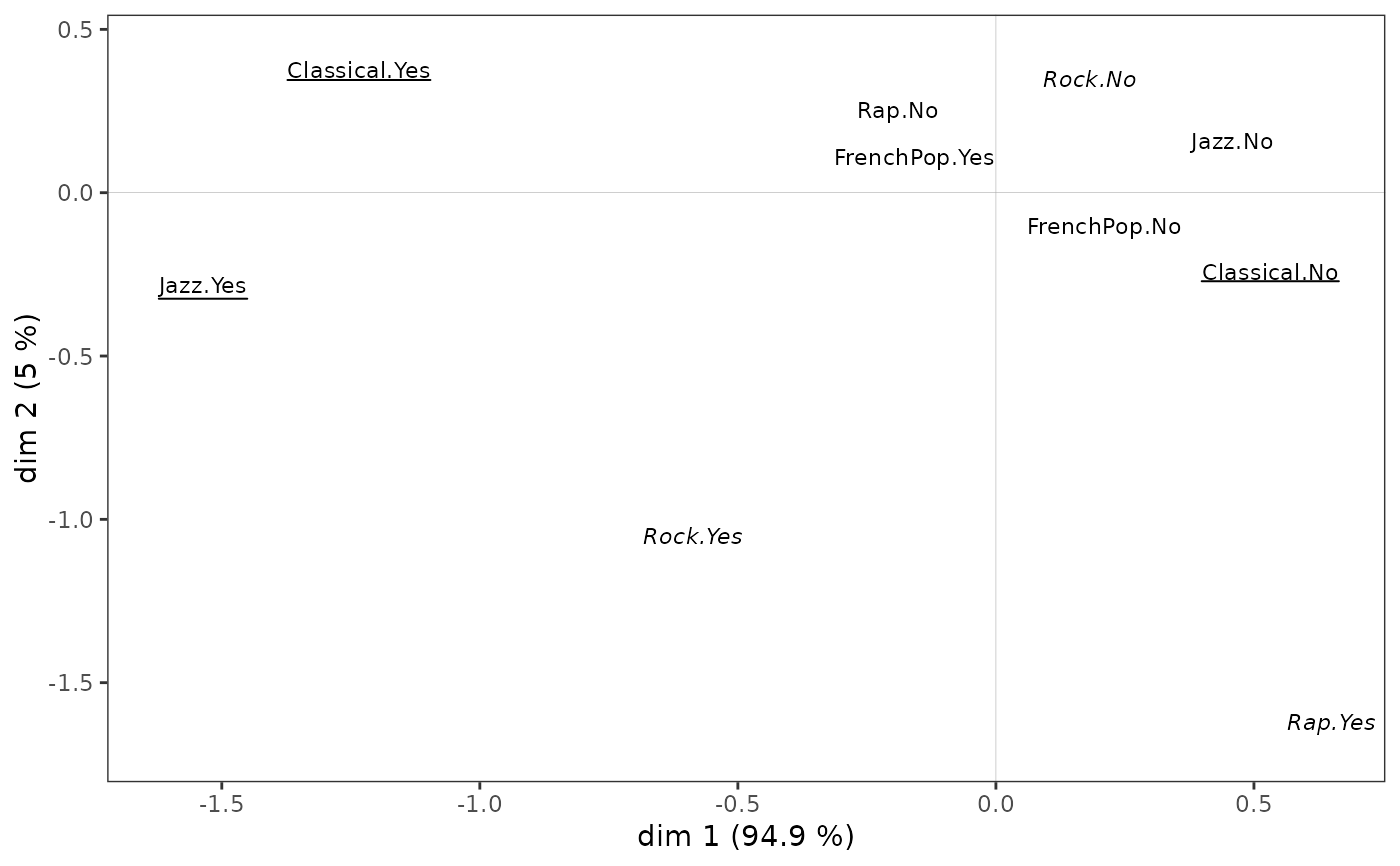 0.5
Classical.Yes
Rock.No
Rap.No
Jazz.No
FrenchPop.Yes
0.0
FrenchPop.No
Classical.No
Jazz.Yes
-0.5
dim 2 (5 %)
-1.0
Rock.Yes
-1.5
Rap.Yes
-1.5 -1.0 -0.5 0.0 0.5
dim 1 (94.9 %)